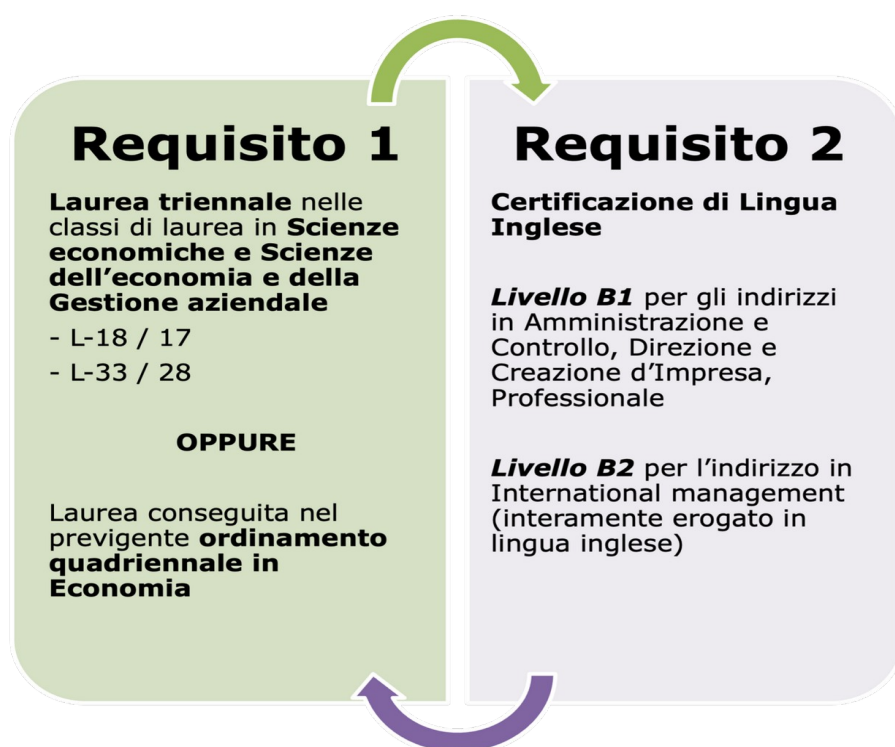 Requisito 1
Laurea triennale nelle
classi di laurea in Scienze
economiche e Scienze
dell'economia e della
Gestione aziendale
- L-18 / 17
- L-33 / 28
OPPURE
Laurea conseguita nel
previgente ordinamento
quadriennale in
Economia
Requisito 2
Certificazione di Lingua
Inglese
Livello B1 per gli indirizzi
in Amministrazione e
Controllo, Direzione e
Creazione d'Impresa,
Professionale
Livello B2 per l'indirizzo in
International management
(interamente erogato in
lingua inglese)